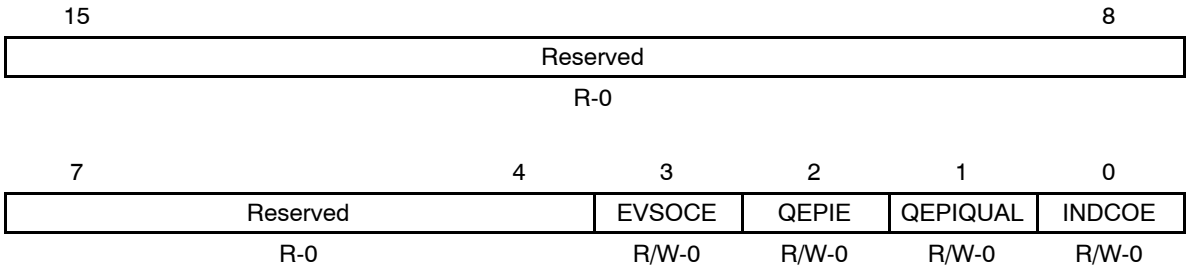 15 8
Reserved
R-0
7 4 3 2 1 0
Reserved EVSOCE QEPIE QEPIQUAL INDCOE
R-0 R/W-0 R/W-0 R/W-0 R/W-0